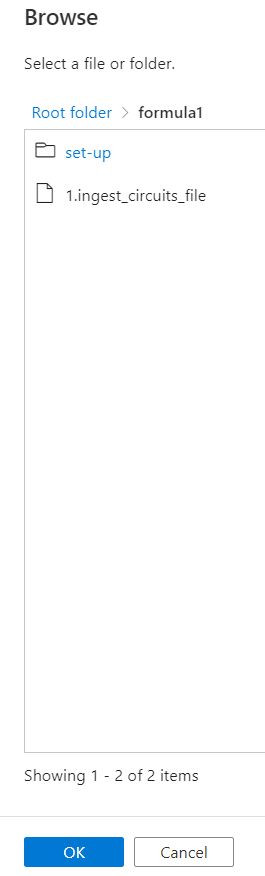 Browse
Select a file or folder.
Root folder > formula1
set-up
1.ingest_circuits_file
Showing 1 - 2 of 2 items
OK Cancel